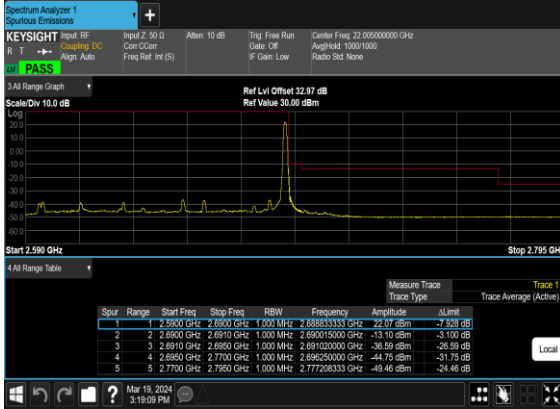 Spectrum Analyzer 1
Spurious Emissions
+
KEYSIGHT
R T
LXI PASS
Input: RF
Coupling: DC
Align: Auto
Input Z: 50 Ω
Corr CCorr
Freq Ref: Int (S)
Atten: 10 dB
Trig: Free Run
Gate: Off
IF Gain: Low
Center Freq: 22.005000000 GHz
Avg|Hold: 1000/1000
Radio Std: None
3 All Range Graph
Scale/Div 10.0 dB
Ref Lvl Offset 32.97 dB
Ref Value 30.00 dBm
Log
20.0
10.0
0.00
-10.0
-20.0
-30.0
-40.0
-50.0
-60.0
Start 2.590 GHz
Stop 2.795 GH
4 All Range Table
Measure Trace Trace 1
Trace Type Trace Average (Active)
Spur Range Start Freq Stop Freq RBW Frequency Amplitude ΔLimit
1 1 2.5900 GHz 2.6900 GHz 1.000 MHz 2.688833333 GHz 22.07 dBm -7.928 dB
2 2 2.6900 GHz 2.6910 GHz 1.000 MHz 2.690015000 GHz -13.10 dBm -3.100 dB
3 3 2.6910 GHz 2.6950 GHz 1.000 MHz 2.691020000 GHz -36.59 dBm -26.59 dB
4 4 2.6950 GHz 2.7700 GHz 1.000 MHz 2.696250000 GHz -44.75 dBm -31.75 dB
5 5 2.7700 GHz 2.7950 GHz 1.000 MHz 2.777208333 GHz -49.46 dBm -24.46 dB
Local
?
Mar 19, 2024
3:19:09 PM